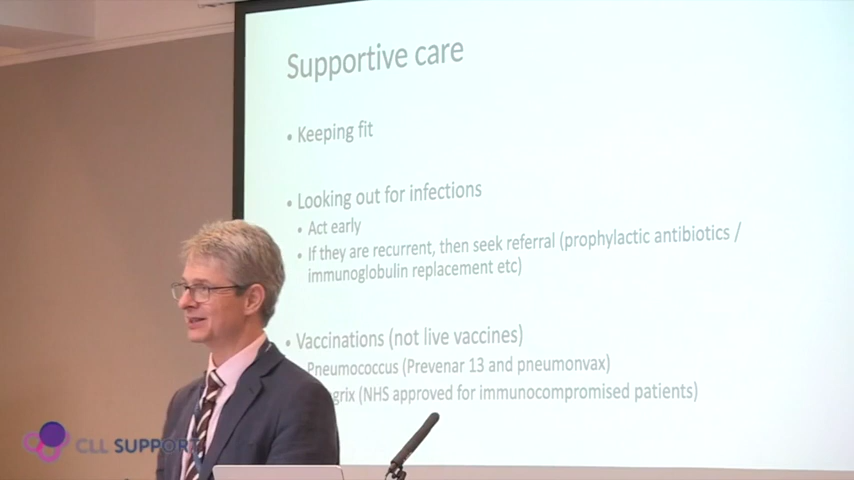 Supportive care
• Keeping fit
• Looking out for infections
• Act early
• If they are recurrent, then seek referral (prophylactic antibiotics /
immunoglobulin replacement etc)
• Vaccinations (not live vaccines)
Pneumococcus (Prevenar 13 and pneumonvax)
(NHS approved for immunocompromised patients)
CLL SUPPORT